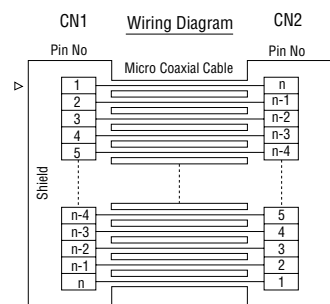 CN1 Wiring Diagram CN2
Pin No Pin No
Micro Coaxial Cable
1 n
2 n-1
3 n-2
4 n-3
5 n-4
Shield
n-4 5
n-3 4
n-2 3
n-1 2
n 1